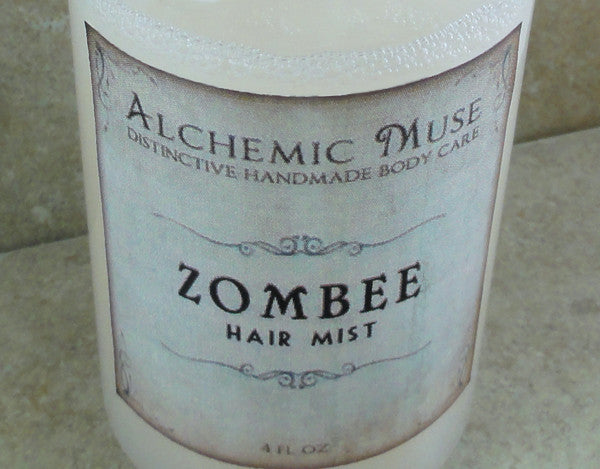 ALCHEMIC MUSE
DISTINCTIVE HANDMADE BODY CARE
ZOMBEE
HAIR MIST
4 FL OZ